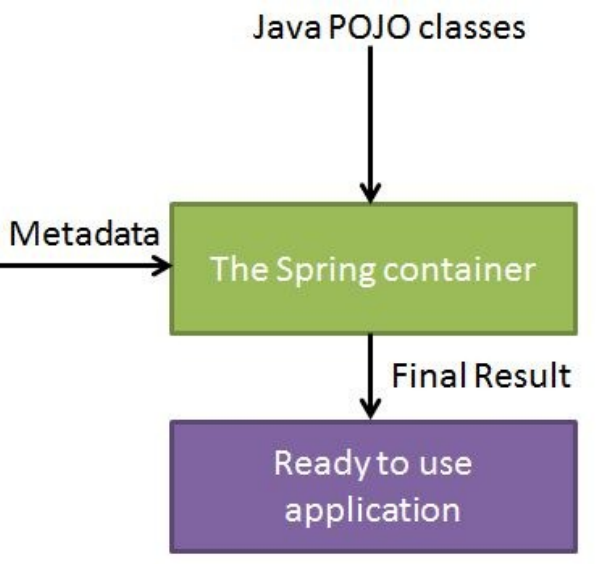 Java POJO classes
Metadata
The Spring container
Final Result
Ready to use
application